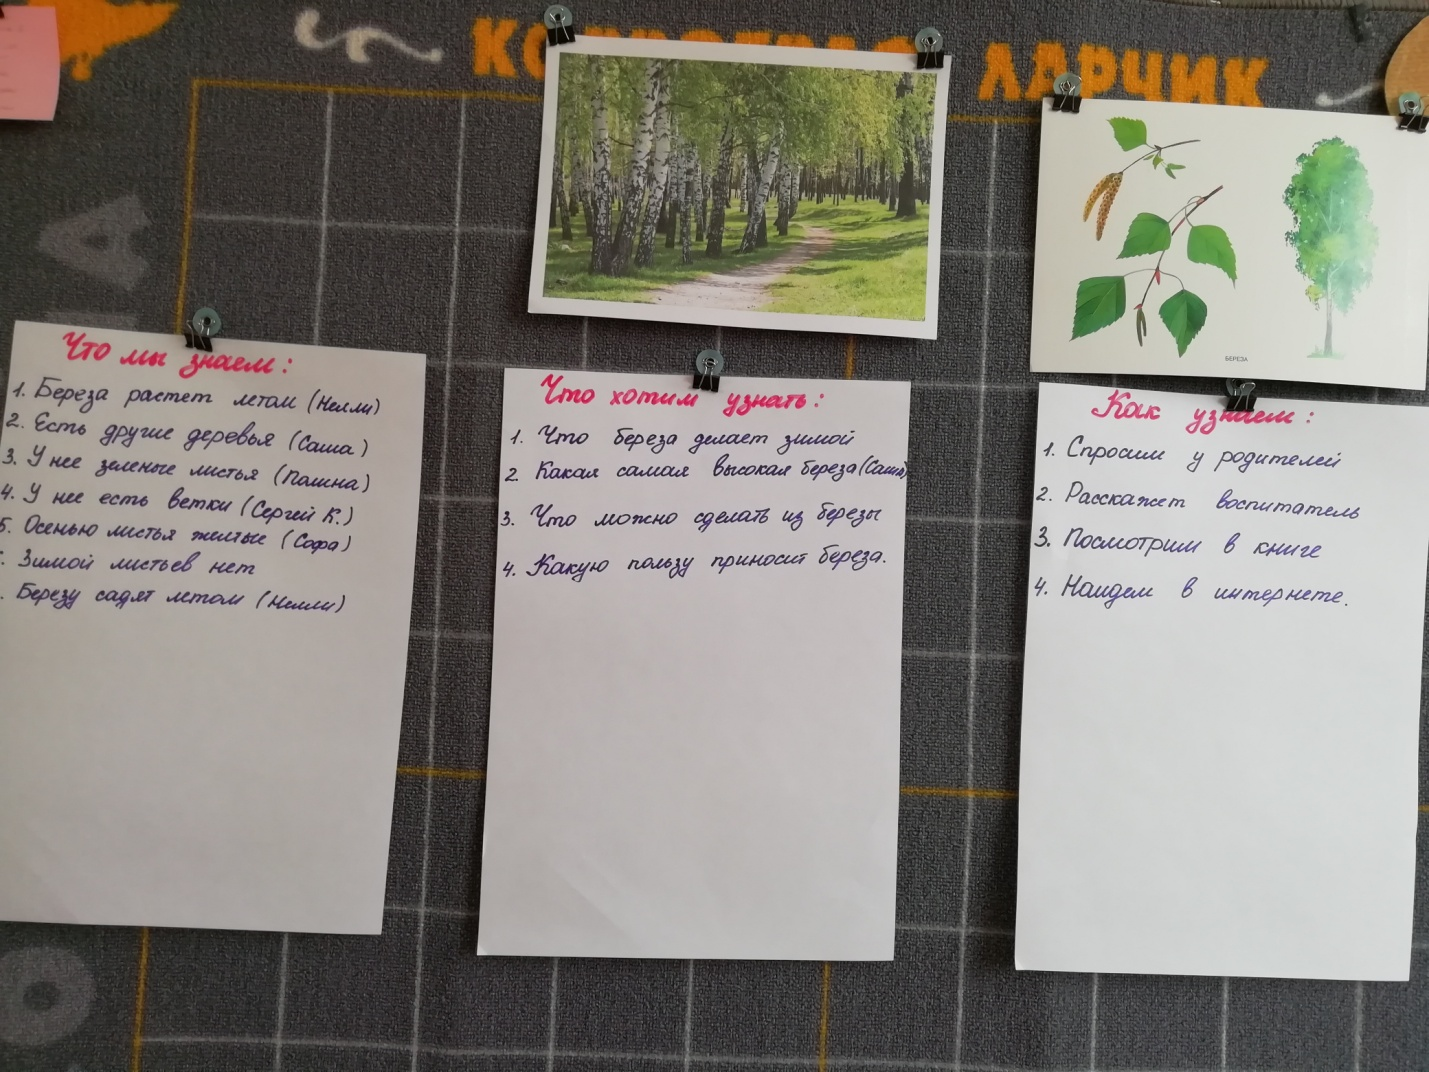 ЛАРЧИК
БЕРЕЗА
Что мы знаем:
1. Береза растет летом (Нелли)
2. Есть другие деревья (Саша)
3. У нее зеленые листья (Полина)
4. У нее есть ветки (Сергей К.)
5. Осенью листья желтые (Софа)
Зимой листьев нет
Березу садят летом (Нелли)
Что хотим узнать:
1. Что береза делает зимой
2. Какая самая высокая береза (Саша)
3. Что можно сделать из березы
4. Какую пользу приносит береза.
Как узнаем:
1. Спросим у родителей
2. Расскажет воспитатель
3. Посмотрим в книге
4. Найдем в интернете.